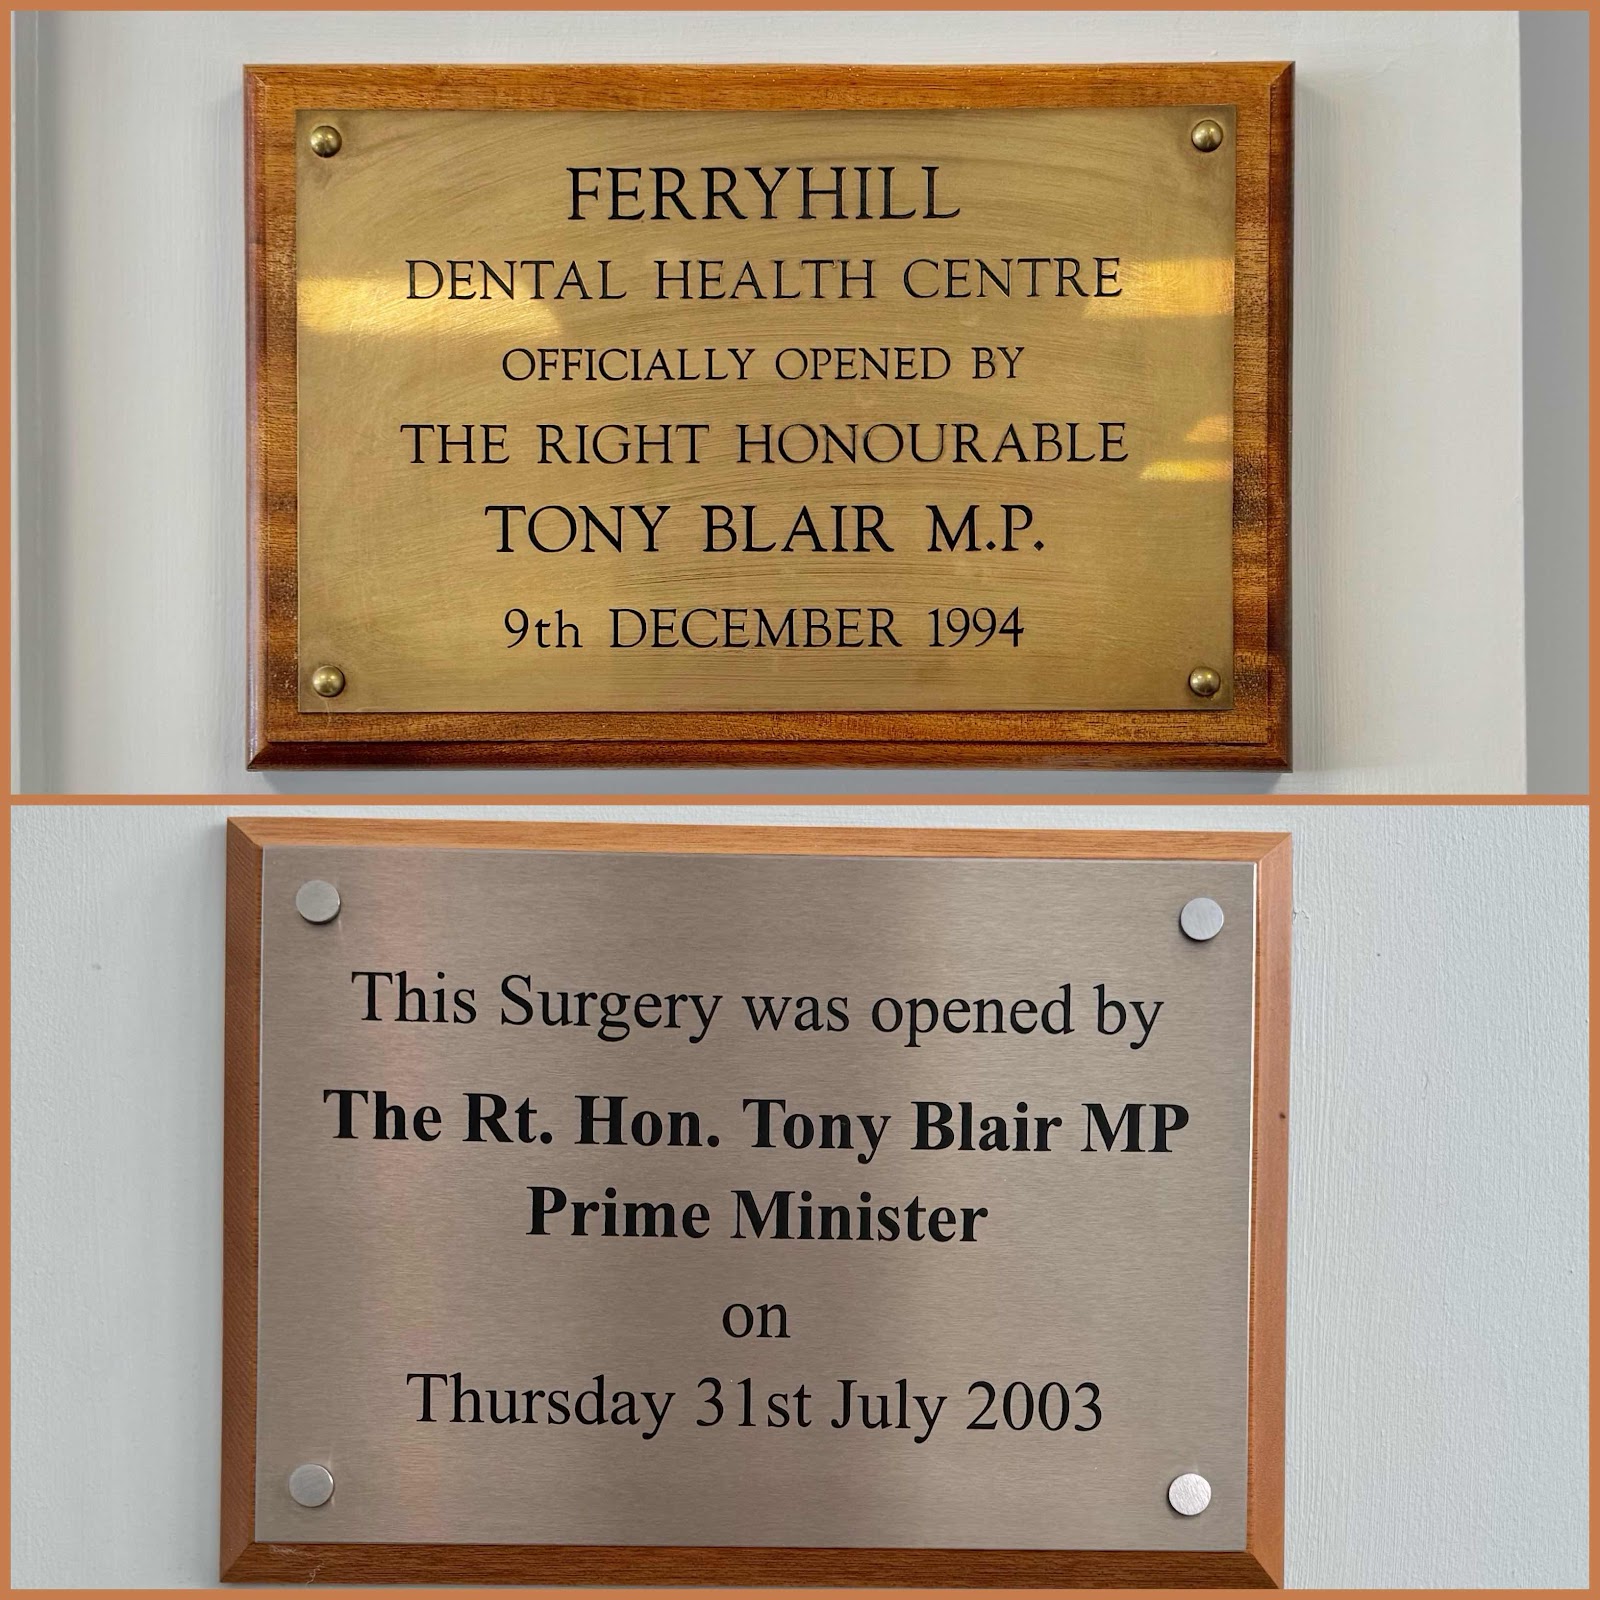 FERRYHILL
DENTAL HEALTH CENTRE
OFFICIALLY OPENED BY
THE RIGHT HONOURABLE
TONY BLAIR M.P.
9th DECEMBER 1994
This Surgery was opened by
The Rt. Hon. Tony Blair MP
Prime Minister
on
Thursday 31st July 2003